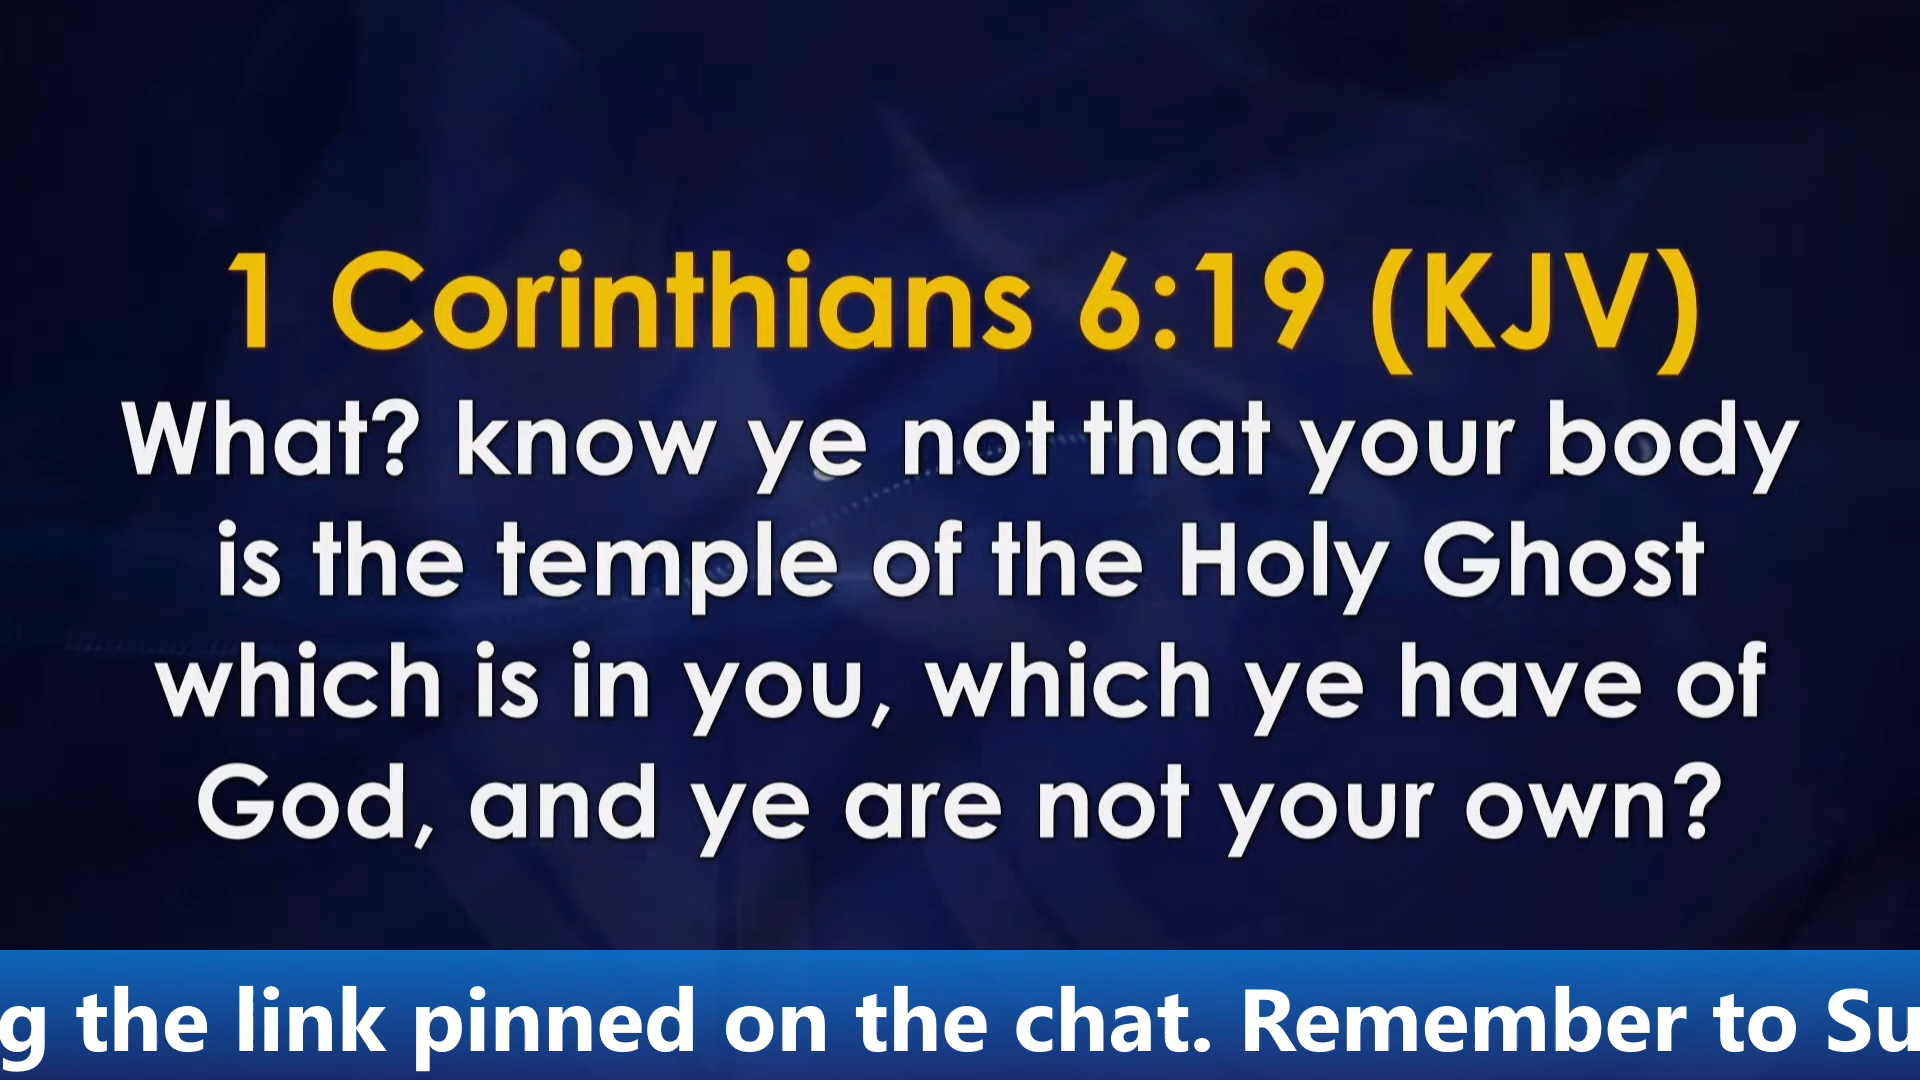 1 Corinthians 6:19 (KJV)
What? know ye not that your body
is the temple of the Holy Ghost
which is in you, which ye have of
God, and ye are not your own?
g the link pinned on the chat. Remember to Su